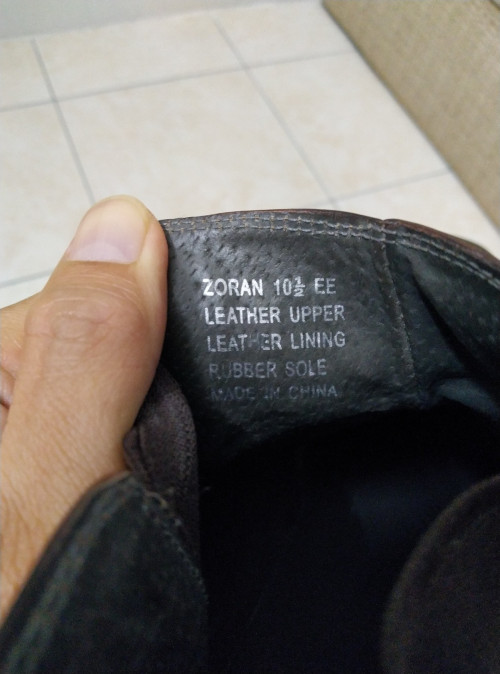 ZORAN 10½ EE
LEATHER UPPER
LEATHER LINING
RUBBER SOLE
MADE IN CHINA